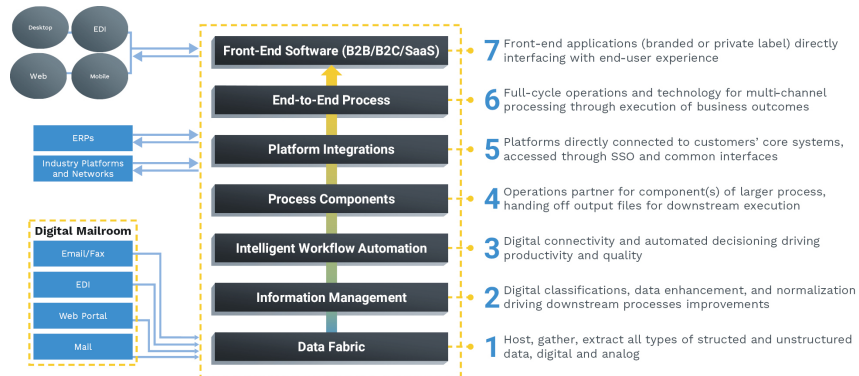 Desktop
EDI
Web
Mobile
ERPs
Industry Platforms
and Networks
Digital Mailroom
Email/Fax
EDI
Web Portal
Mail
Front-End Software (B2B/B2C/SaaS)
7 Front-end applications (branded or private label) directly
interfacing with end-user experience
End-to-End Process
6 Full-cycle operations and technology for multi-channel
processing through execution of business outcomes
Platform Integrations
5 Platforms directly connected to customers' core systems,
accessed through SSO and common interfaces
Process Components
4 Operations partner for component(s) of larger process,
handing off output files for downstream execution
Intelligent Workflow Automation
3 Digital connectivity and automated decisioning driving
productivity and quality
Information Management
2 Digital classifications, data enhancement, and normalization
driving downstream processes improvements
Data Fabric
1 Host, gather, extract all types of structed and unstructured
data, digital and analog